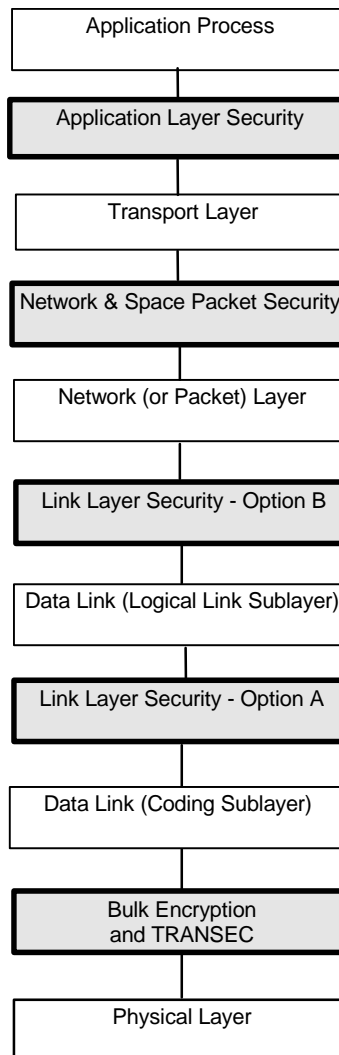 Application Process
Application Layer Security
Transport Layer
Network & Space Packet Security
Network (or Packet) Layer
Link Layer Security - Option B
Data Link (Logical Link Sublayer)
Link Layer Security - Option A
Data Link (Coding Sublayer)
Bulk Encryption
and TRANSEC
Physical Layer